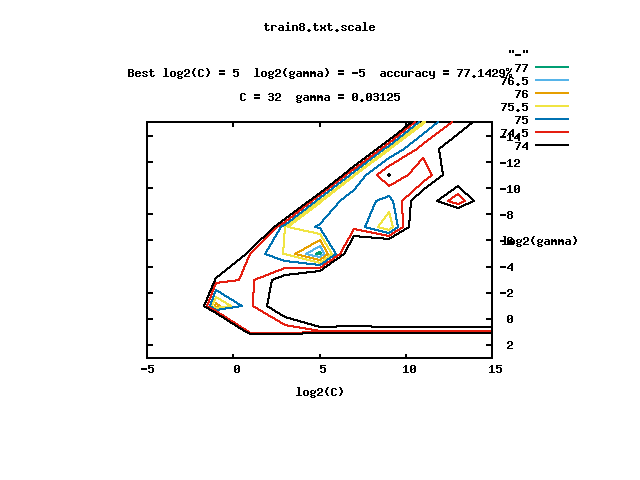 train8.txt.scale
"-"
Best log2(C) = 5  log2(gamma) = -5  accuracy = 77.1429%
77
76.5
76
C = 32  gamma = 0.03125
75.5
75
74.5
-14
74
-12
-10
-8
-6
log2(gamma)
-4
-2
0
2
-5 0 5 10 15
log2(C)